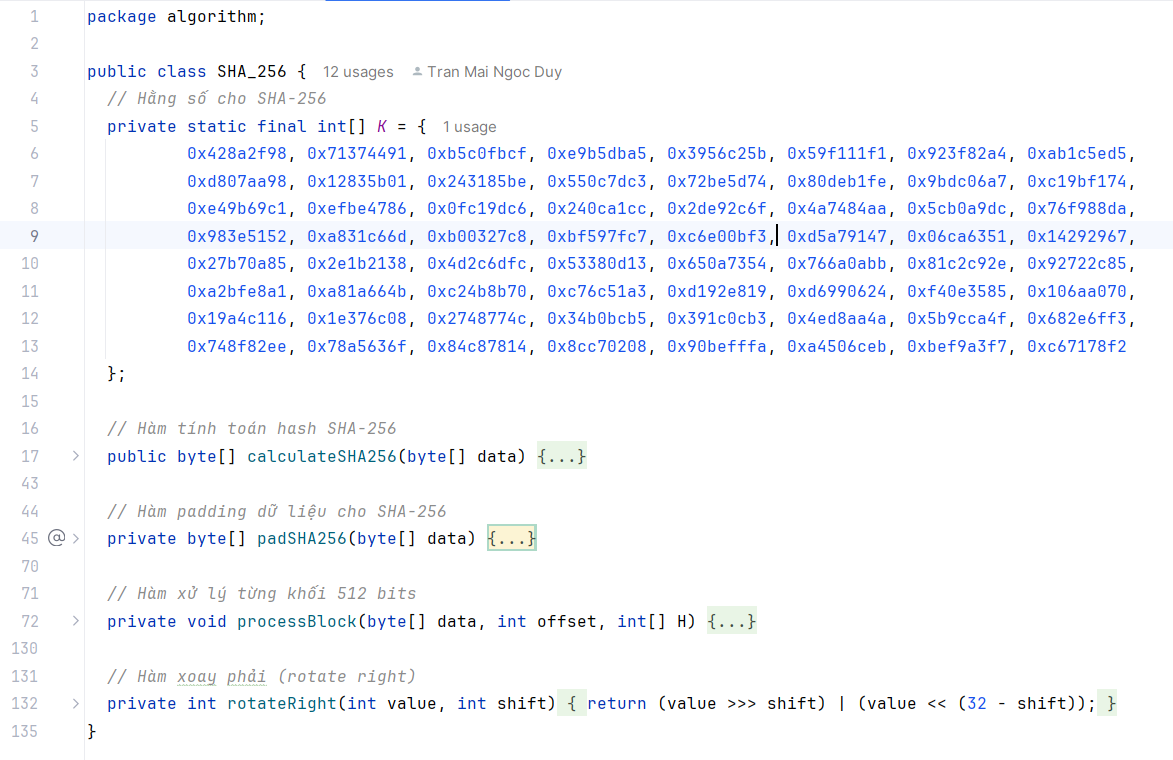 1 package algorithm;
2
3 public class SHA_256 { 12 usages Tran Mai Ngoc Duy
4 // Hằng số cho SHA-256
5 private static final int[] K = { 1 usage
6 0x428a2f98, 0x71374491, 0xb5c0fbcf, 0xe9b5dba5, 0x3956c25b, 0x59f111f1, 0x923f82a4, 0xab1c5ed5,
7 0xd807aa98, 0x12835b01, 0x243185be, 0x550c7dc3, 0x72be5d74, 0x80deb1fe, 0x9bdc06a7, 0xc19bf174,
8 0xe49b69c1, 0xefbe4786, 0x0fc19dc6, 0x240ca1cc, 0x2de92c6f, 0x4a7484aa, 0x5cb0a9dc, 0x76f988da,
9 0x983e5152, 0xa831c66d, 0xb00327c8, 0xbf597fc7, 0xc6e00bf3, 0xd5a79147, 0x06ca6351, 0x14292967,
10 0x27b70a85, 0x2e1b2138, 0x4d2c6dfc, 0x53380d13, 0x650a7354, 0x766a0abb, 0x81c2c92e, 0x92722c85,
11 0xa2bfe8a1, 0xa81a664b, 0xc24b8b70, 0xc76c51a3, 0xd192e819, 0xd6990624, 0xf40e3585, 0x106aa070,
12 0x19a4c116, 0x1e376c08, 0x2748774c, 0x34b0bcb5, 0x391c0cb3, 0x4ed8aa4a, 0x5b9cca4f, 0x682e6ff3,
13 0x748f82ee, 0x78a5636f, 0x84c87814, 0x8cc70208, 0x90befffa, 0xa4506ceb, 0xbef9a3f7, 0xc67178f2
14 };
15
16 // Hàm tính toán hash SHA-256
17 public byte[] calculateSHA256(byte[] data) {...}
43
44 // Hàm padding dữ liệu cho SHA-256
45 @ private byte[] padSHA256(byte[] data) {...}
70
71 // Hàm xử lý từng khối 512 bits
72 private void processBlock(byte[] data, int offset, int[] H) {...}
130
131 // Hàm xoay phải (rotate right)
132 private int rotateRight(int value, int shift) { return (value >>> shift) | (value << (32 - shift)); }
135 }